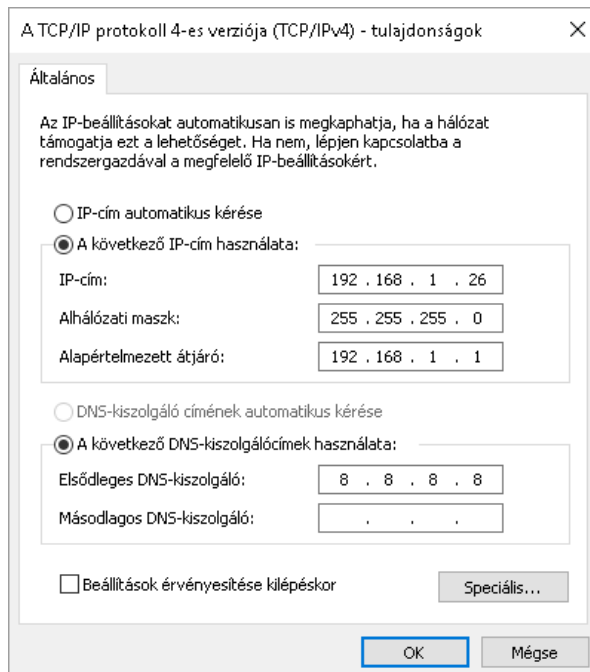 A TCP/IP protokoll 4-es verziója (TCP/IPv4) - tulajdonságok
Általános
Az IP-beállításokat automatikusan is megkaphatja, ha a hálózat
támogatja ezt a lehetőséget. Ha nem, lépjen kapcsolatba a
rendszergazdával a megfelelő IP-beállításokért.
IP-cím automatikus kérése
A következő IP-cím használata:
IP-cím: 192 . 168 . 1 . 26
Alhálózati maszk: 255 . 255 . 255 . 0
Alapértelmezett átjáró: 192 . 168 . 1 . 1
DNS-kiszolgáló címének automatikus kérése
A következő DNS-kiszolgálócímek használata:
Elsődleges DNS-kiszolgáló: 8 . 8 . 8 . 8
Másodlagos DNS-kiszolgáló: . . .
Beállítások érvényesítése kilépéskor
Speciális...
OK Mégse